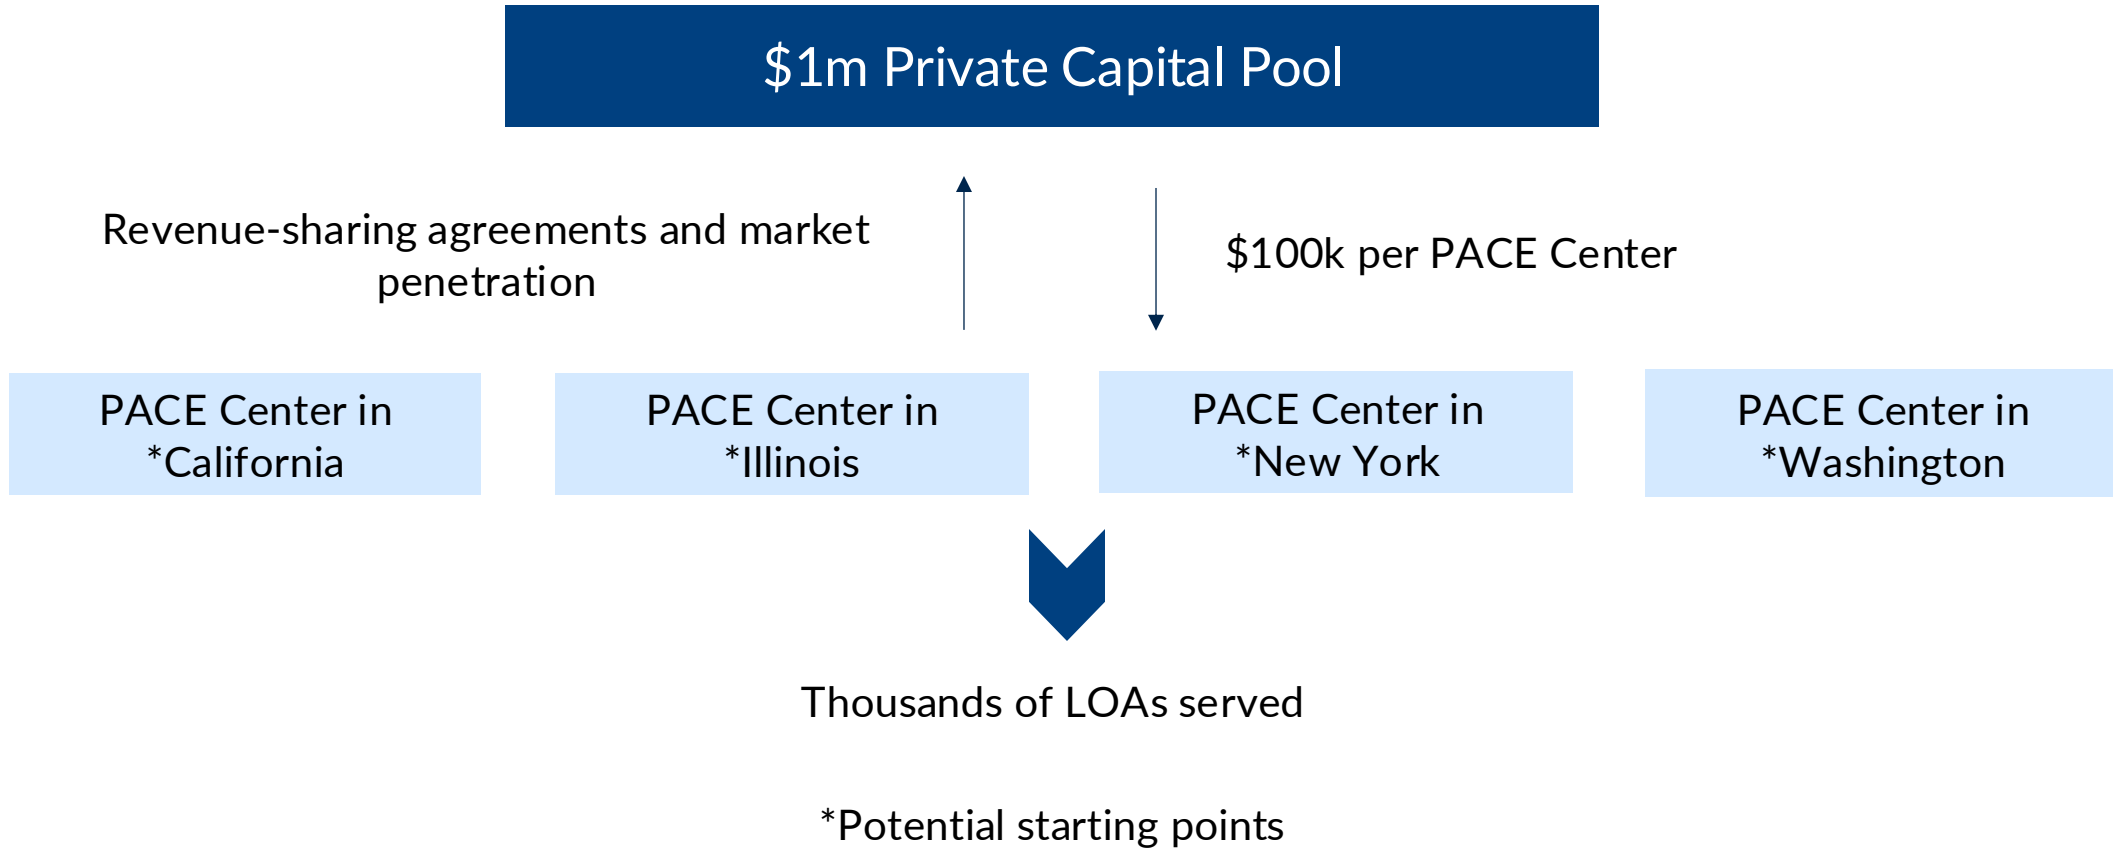 $1m Private Capital Pool
Revenue-sharing agreements and market
penetration
$100k per PACE Center
PACE Center in
*California
PACE Center in
*Illinois
PACE Center in
*New York
PACE Center in
*Washington
Thousands of LOAs served
*Potential starting points